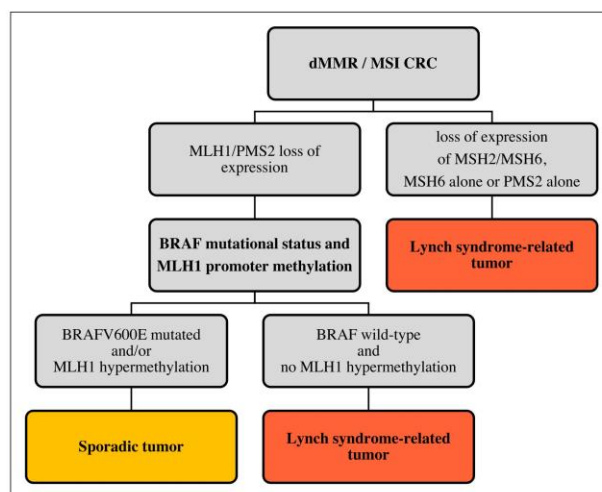 dMMR / MSI CRC
MLH1/PMS2 loss of
expression
loss of expression
of MSH2/MSH6,
MSH6 alone or PMS2 alone
BRAF mutational status and
MLH1 promoter methylation
Lynch syndrome-related
tumor
BRAFV600E mutated
and/or
MLH1 hypermethylation
BRAF wild-type
and
no MLH1 hypermethylation
Sporadic tumor
Lynch syndrome-related
tumor